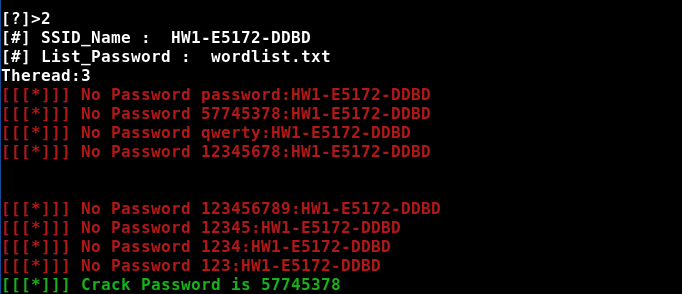 [?]>2
[#] SSID_Name :  HW1-E5172-DDBD
[#] List_Password :  wordlist.txt
Theread:3
[[[*]]] No Password password:HW1-E5172-DDBD
[[[*]]] No Password 57745378:HW1-E5172-DDBD
[[[*]]] No Password qwerty:HW1-E5172-DDBD
[[[*]]] No Password 12345678:HW1-E5172-DDBD
[[[*]]] No Password 123456789:HW1-E5172-DDBD
[[[*]]] No Password 12345:HW1-E5172-DDBD
[[[*]]] No Password 1234:HW1-E5172-DDBD
[[[*]]] No Password 123:HW1-E5172-DDBD
[[[*]]] Crack Password is 57745378